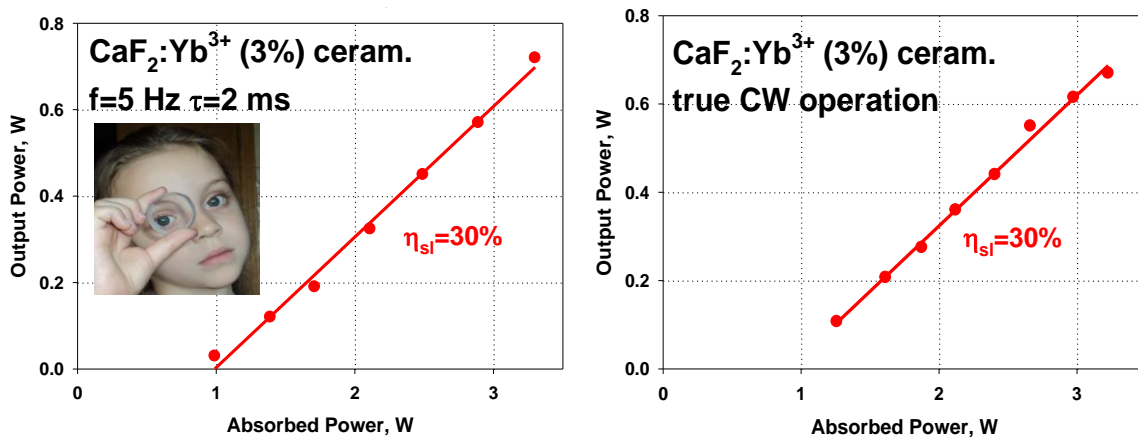 CaF₂:Yb³⁺ (3%) ceram.
f=5 Hz τ=2 ms
ηsl=30%
Output Power, W
0.8
0.6
0.4
0.2
0.0
0 1 2 3
Absorbed Power, W
CaF₂:Yb³⁺ (3%) ceram.
true CW operation
ηsl=30%
Output Power, W
0.8
0.6
0.4
0.2
0.0
0 1 2 3
Absorbed Power, W